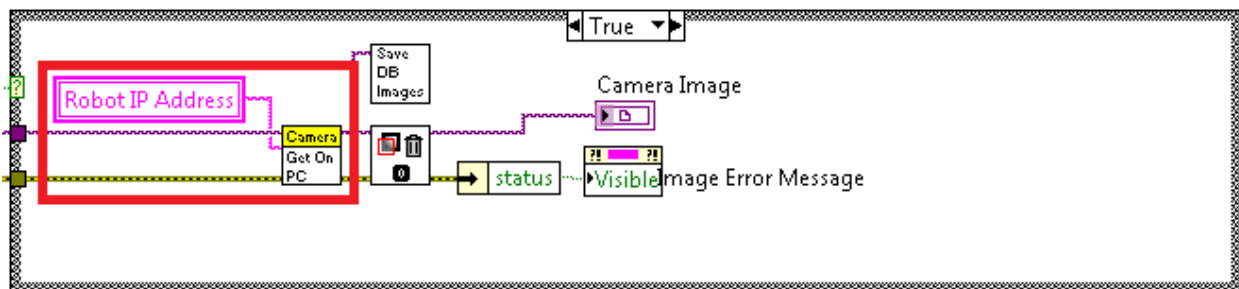 True
Save
DB
Images
Robot IP Address
Camera Image
Camera
Get On
PC
?
0
status
?! ?!
Visible
Image Error Message